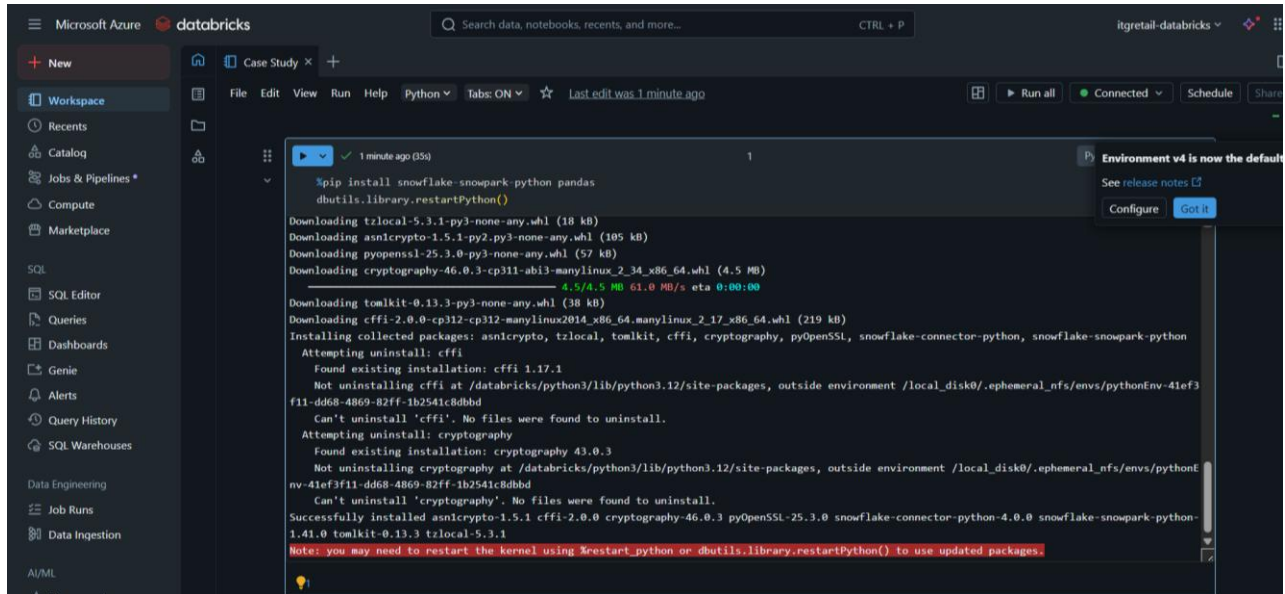 Microsoft Azure databricks Search data, notebooks, recents, and more... CTRL + P itgretail-databricks
New
Workspace
Recents
Catalog
Jobs & Pipelines
Compute
Marketplace
SQL
SQL Editor
Queries
Dashboards
Genie
Alerts
Query History
SQL Warehouses
Data Engineering
Job Runs
Data Ingestion
AI/ML
Case Study
File Edit View Run Help Python Tabs: ON Last edit was 1 minute ago Run all Connected Schedule Share
1 minute ago (35s) 1 Py
%pip install snowflake-snowpark-python pandas
dbutils.library.restartPython()
Downloading tzlocal-5.3.1-py3-none-any.whl (18 kB)
Downloading asn1crypto-1.5.1-py2.py3-none-any.whl (105 kB)
Downloading pyopenssl-25.3.0-py3-none-any.whl (57 kB)
Downloading cryptography-46.0.3-cp311-abi3-manylinux_2_34_x86_64.whl (4.5 MB)
4.5/4.5 MB 61.0 MB/s eta 0:00:00
Downloading tomlkit-0.13.3-py3-none-any.whl (38 kB)
Downloading cffi-2.0.0-cp312-cp312-manylinux2014_x86_64.manylinux_2_17_x86_64.whl (219 kB)
Installing collected packages: asn1crypto, tzlocal, tomlkit, cffi, cryptography, pyOpenSSL, snowflake-connector-python, snowflake-snowpark-python
Attempting uninstall: cffi
Found existing installation: cffi 1.17.1
Not uninstalling cffi at /databricks/python3/lib/python3.12/site-packages, outside environment /local_disk0/.ephemeral_nfs/envs/pythonEnv-41ef3
f11-dd68-4869-82ff-1b2541c8dbbd
Can't uninstall 'cffi'. No files were found to uninstall.
Attempting uninstall: cryptography
Found existing installation: cryptography 43.0.3
Not uninstalling cryptography at /databricks/python3/lib/python3.12/site-packages, outside environment /local_disk0/.ephemeral_nfs/envs/pythonE
nv-41ef3f11-dd68-4869-82ff-1b2541c8dbbd
Can't uninstall 'cryptography'. No files were found to uninstall.
Successfully installed asn1crypto-1.5.1 cffi-2.0.0 cryptography-46.0.3 pyOpenSSL-25.3.0 snowflake-connector-python-4.0.0 snowflake-snowpark-python-
1.41.0 tomlkit-0.13.3 tzlocal-5.3.1
Note: you may need to restart the kernel using %restart_python or dbutils.library.restartPython() to use updated packages.
1
Environment v4 is now the default
See release notes
Configure Got it